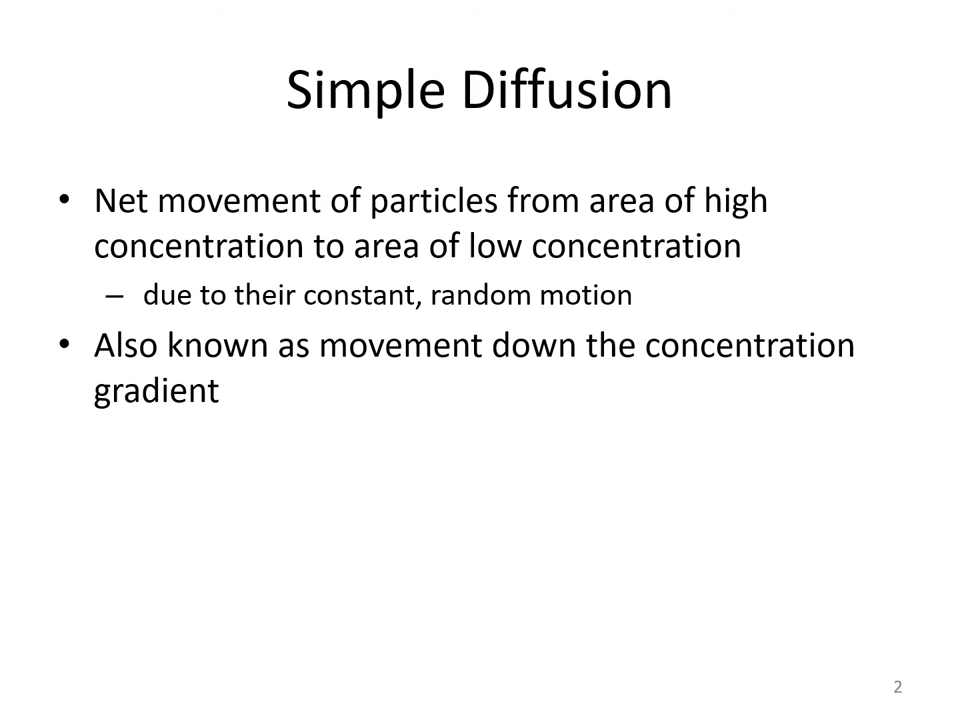 Simple Diffusion
• Net movement of particles from area of high
concentration to area of low concentration
– due to their constant, random motion
• Also known as movement down the concentration
gradient
2